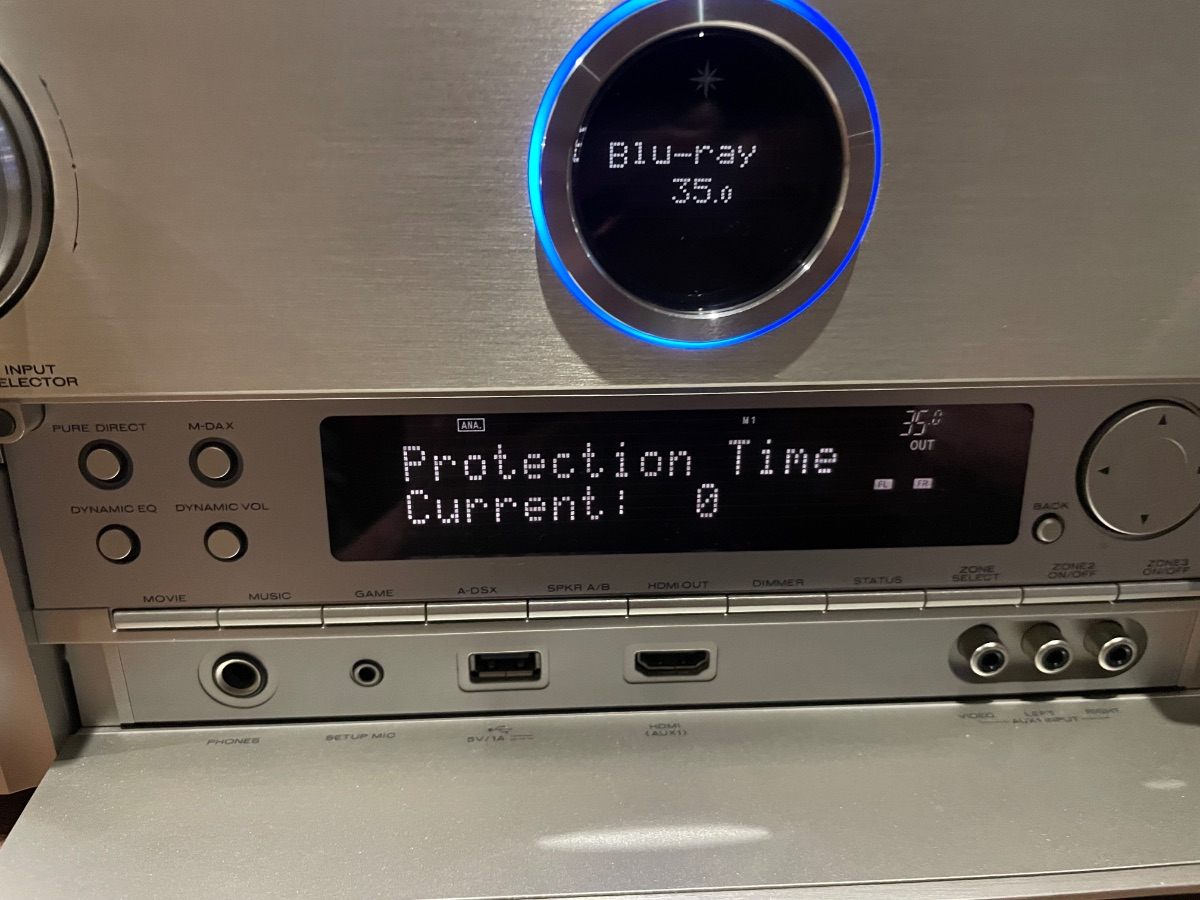 Blu-ray
35.0
INPUT
ELECTOR
PURE DIRECT
M-DAX
DYNAMIC EQ
DYNAMIC VOL
ANA.
M1
35.0
OUT
Protection Time
Current: 0
FL FR
BACK
MOVIE
MUSIC
GAME
A-DSX
SPKR A/B
HDMI OUT
DIMMER
STATUS
ZONE
SELECT
ZONE2
ON/OFF
ZONE3
ON/OFF
PHONES
SETUP MIC
5V/1A
HDMI
(AUX1)
VIDEO LEFT RIGHT
AUX1 INPUT